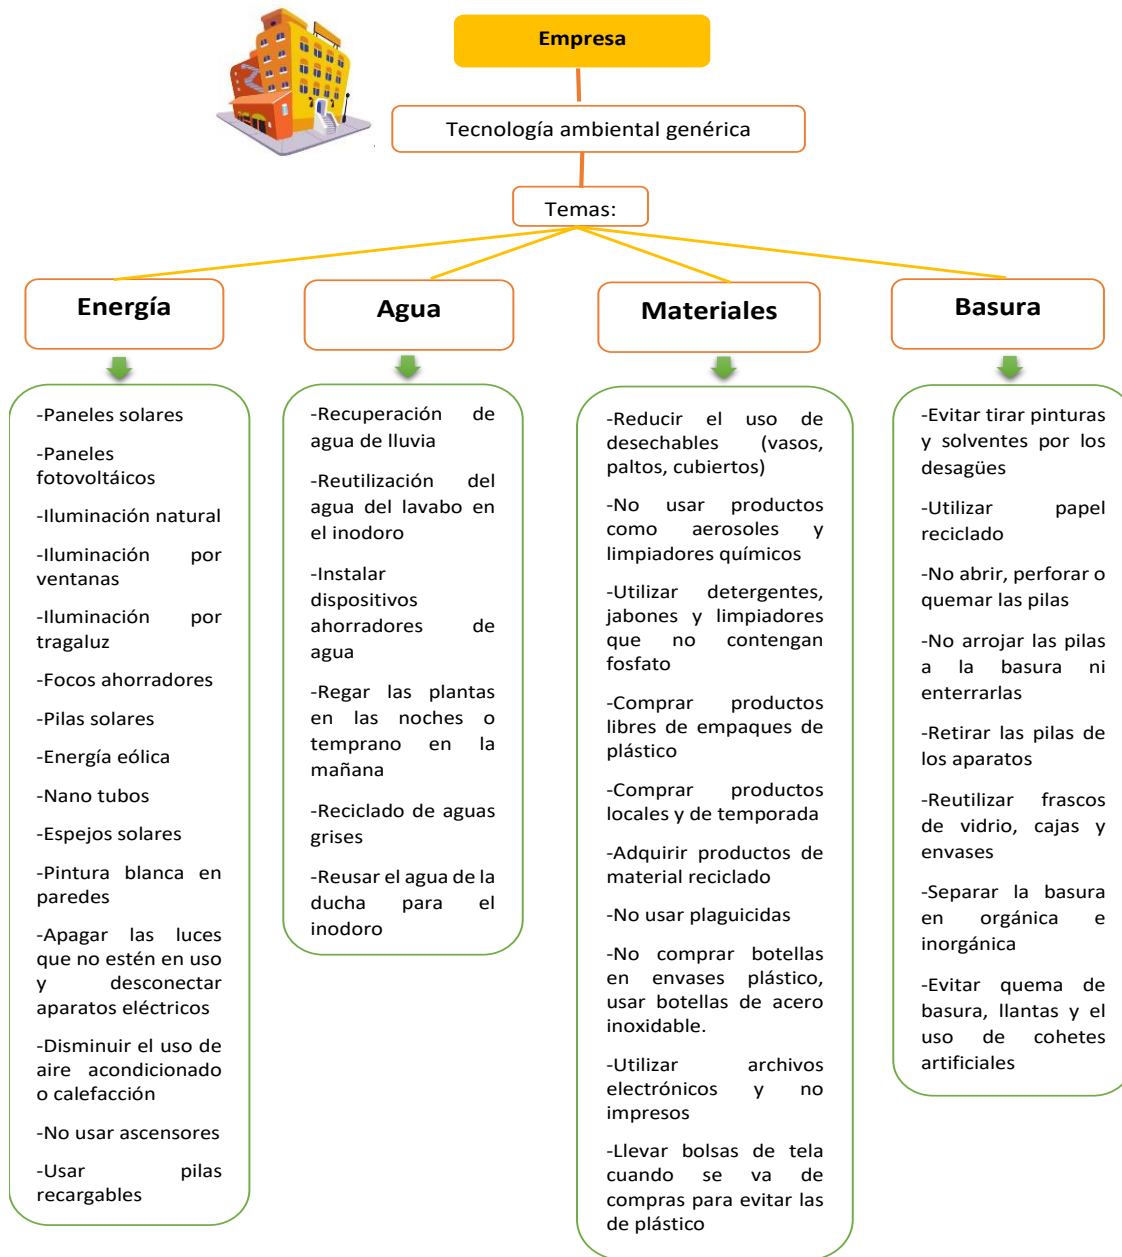 Empresa
Tecnología ambiental genérica
Temas:
Energía
-Paneles solares
-Paneles
fotovoltáicos
-Iluminación natural
-Iluminación por
ventanas
-Iluminación por
tragaluz
-Focos ahorradores
-Pilas solares
-Energía eólica
-Nano tubos
-Espejos solares
-Pintura blanca en
paredes
-Apagar las luces
que no estén en uso
y desconectar
aparatos eléctricos
-Disminuir el uso de
aire acondicionado
o calefacción
-No usar ascensores
-Usar pilas
recargables
Agua
-Recuperación de
agua de lluvia
-Reutilización del
agua del lavabo en
el inodoro
-Instalar
dispositivos
ahorradores de
agua
-Regar las plantas
en las noches o
temprano en la
mañana
-Reciclado de aguas
grises
-Reusar el agua de la
ducha para el
inodoro
Materiales
-Reducir el uso de
desechables (vasos,
paltos, cubiertos)
-No usar productos
como aerosoles y
limpiadores químicos
-Utilizar detergentes,
jabones y limpiadores
que no contengan
fosfato
-Comprar productos
libres de empaques de
plástico
-Comprar productos
locales y de temporada
-Adquirir productos de
material reciclado
-No usar plaguicidas
-No comprar botellas
en envases plástico,
usar botellas de acero
inoxidable.
-Utilizar archivos
electrónicos y no
impresos
-Llevar bolsas de tela
cuando se va de
compras para evitar las
de plástico
Basura
-Evitar tirar pinturas
y solventes por los
desagües
-Utilizar papel
reciclado
-No abrir, perforar o
quemar las pilas
-No arrojar las pilas
a la basura ni
enterrarlas
-Retirar las pilas de
los aparatos
-Reutilizar frascos
de vidrio, cajas y
envases
-Separar la basura
en orgánica e
inorgánica
-Evitar quema de
basura, llantas y el
uso de cohetes
artificiales